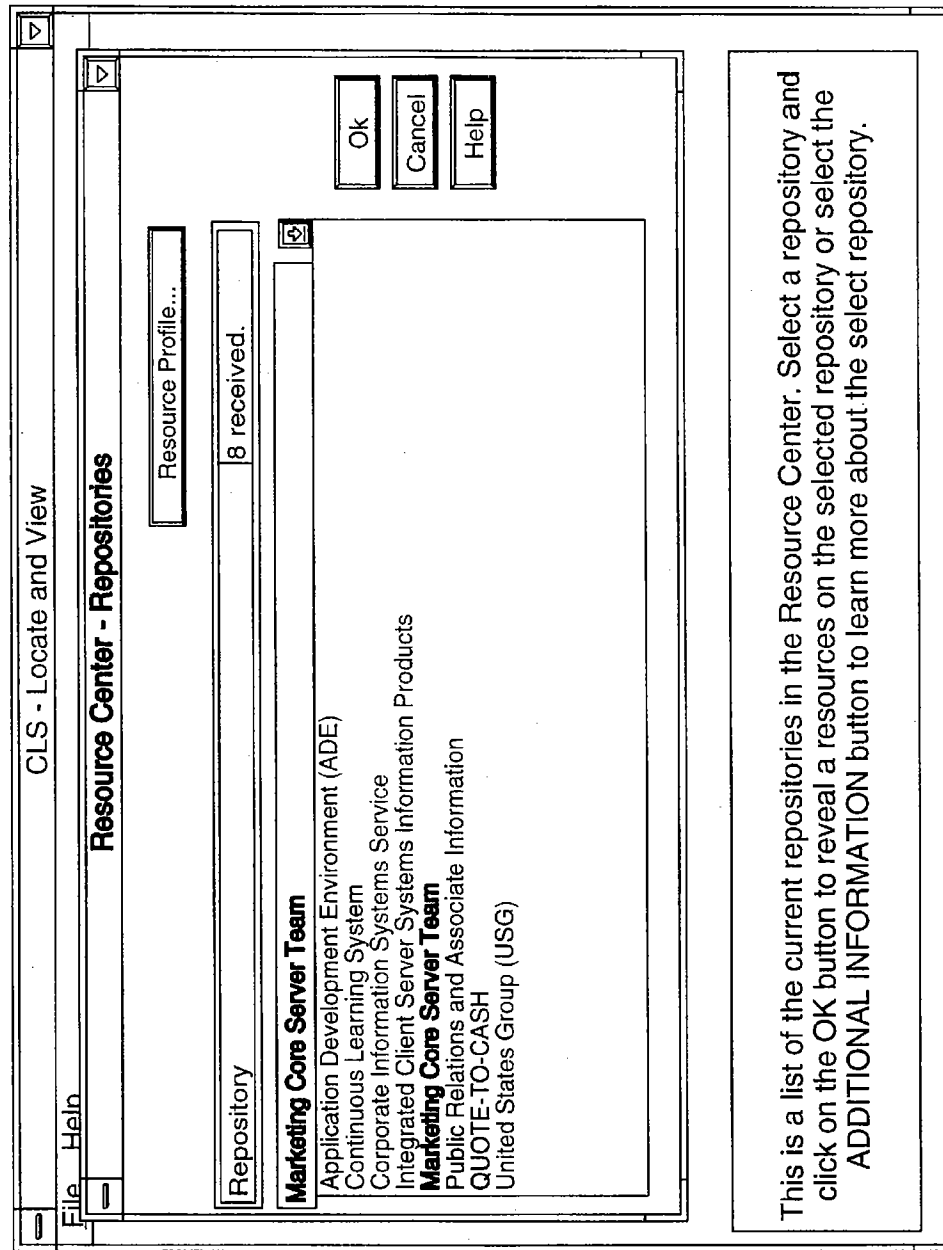 CLS - Locate and View
File Help
Resource Center - Repositories
Resource Profile...
Repository
8 received.
Marketing Core Server Team
Application Development Environment (ADE)
Continuous Learning System
Corporate Information Systems Service
Integrated Client Server Systems Information Products
Marketing Core Server Team
Public Relations and Associate Information
QUOTE-TO-CASH
United States Group (USG)
Ok
Cancel
Help
This is a list of the current repositories in the Resource Center. Select a repository and
click on the OK button to reveal a resources on the selected repository or select the
ADDITIONAL INFORMATION button to learn more about the select repository.